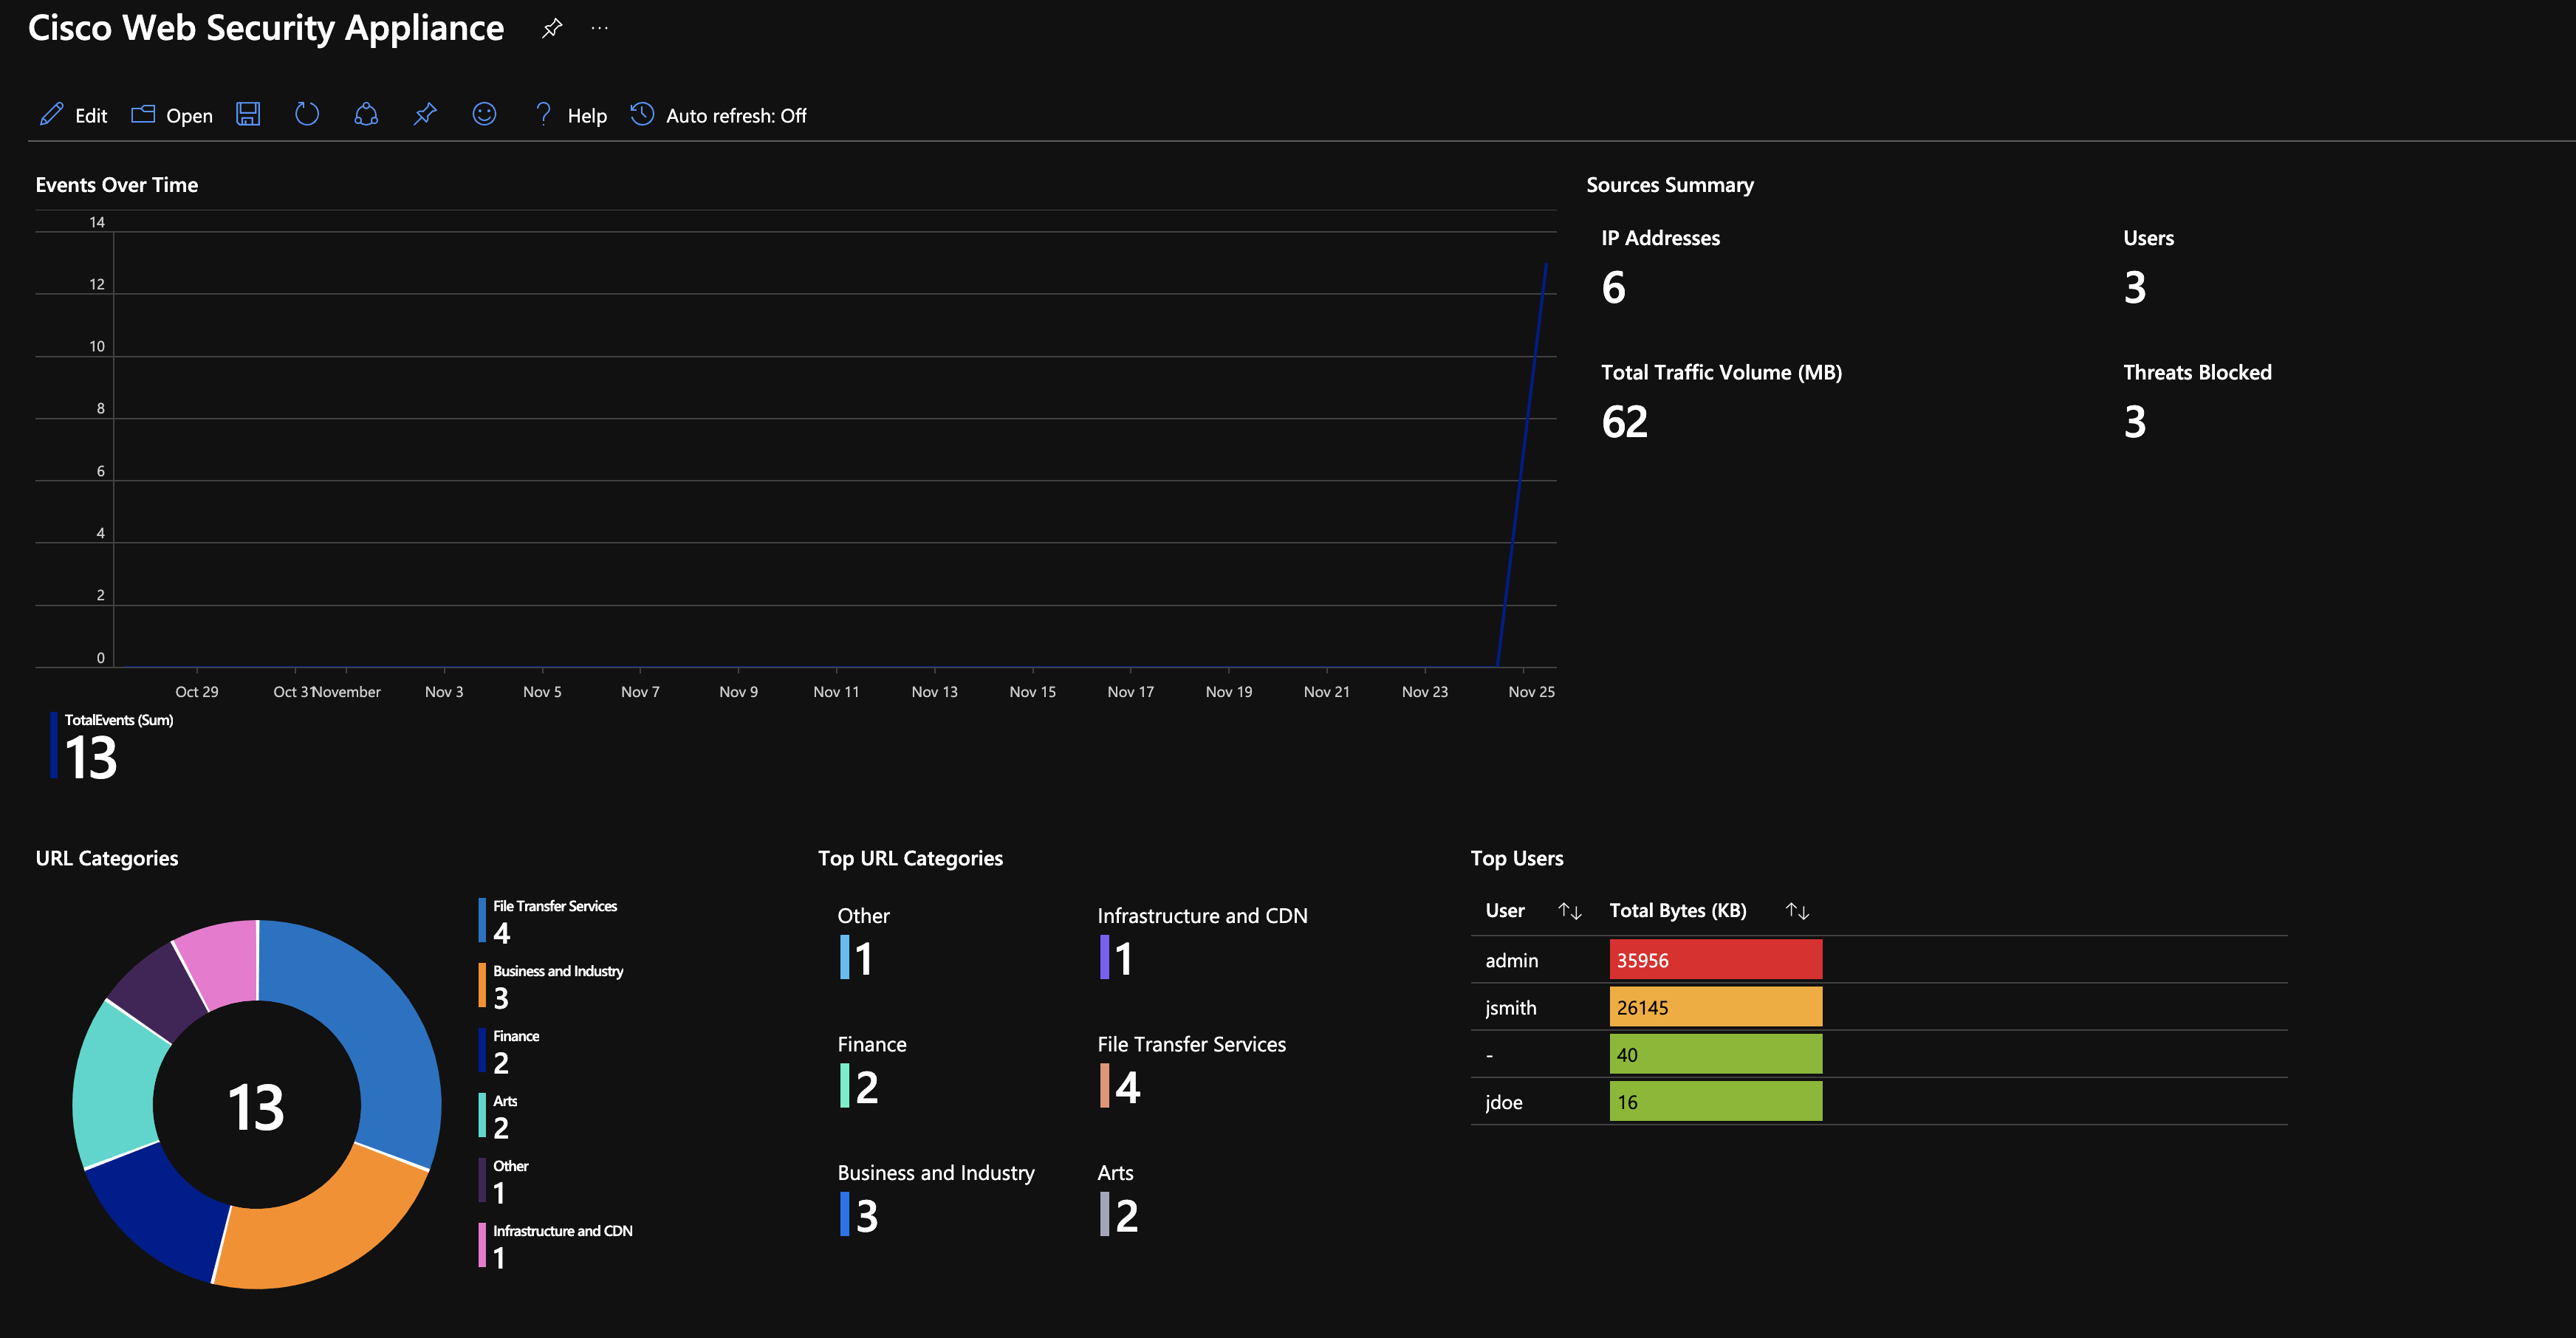 Cisco Web Security Appliance
Edit Open Help Auto refresh: Off
Events Over Time
14
12
10
8
6
4
2
0
Oct 29 Oct 31 November Nov 3 Nov 5 Nov 7 Nov 9 Nov 11 Nov 13 Nov 15 Nov 17 Nov 19 Nov 21 Nov 23 Nov 25
TotalEvents (Sum)
13
Sources Summary
IP Addresses
6
Users
3
Total Traffic Volume (MB)
62
Threats Blocked
3
URL Categories
13
File Transfer Services
4
Business and Industry
3
Finance
2
Arts
2
Other
1
Infrastructure and CDN
1
Top URL Categories
Other
1
Infrastructure and CDN
1
Finance
2
File Transfer Services
4
Business and Industry
3
Arts
2
Top Users
User Total Bytes (KB)
admin 35956
jsmith 26145
- 40
jdoe 16